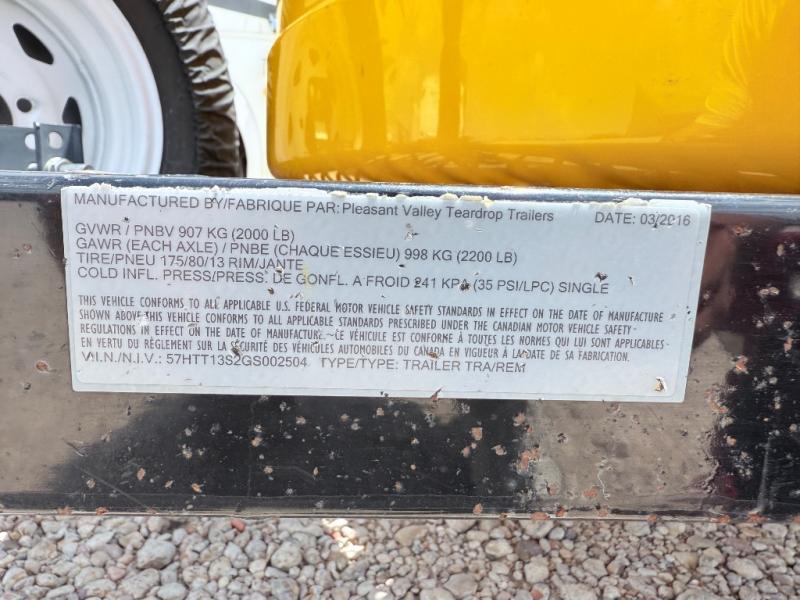 MANUFACTURED BY/FABRIQUE PAR: Pleasant Valley Teardrop Trailers DATE: 03/2016
GVWR / PNBV 907 KG (2000 LB)
GAWR (EACH AXLE) / PNBE (CHAQUE ESSIEU) 998 KG (2200 LB)
TIRE/PNEU 175/80/13 RIM/JANTE
COLD INFL. PRESS/PRESS. DE GONFL. A FROID 241 KPA (35 PSI/LPC) SINGLE
THIS VEHICLE CONFORMS TO ALL APPLICABLE U.S. FEDERAL MOTOR VEHICLE SAFETY STANDARDS IN EFFECT ON THE DATE OF MANUFACTURE
SHOWN ABOVE THIS VEHICLE CONFORMS TO ALL APPLICABLE STANDARDS PRESCRIBED UNDER THE CANADIAN MOTOR VEHICLE SAFETY -
REGULATIONS IN EFFECT ON THE DATE OF MANUFACTURE.-CE VÉHICULE EST CONFORME À TOUTES LES NORMES QUI LUI SONT APPLICABLES-
EN VERTU DU RÈGLEMENT SUR LA SÉCURITÉ DES VÉHICULES AUTOMOBILES DU CANADA EN VIGUEUR À LA DATE DE SA FABRICATION.
V.I.N./N.I.V.: 57HTT13S2GS002504 TYPE/TYPE: TRAILER TRA/REM